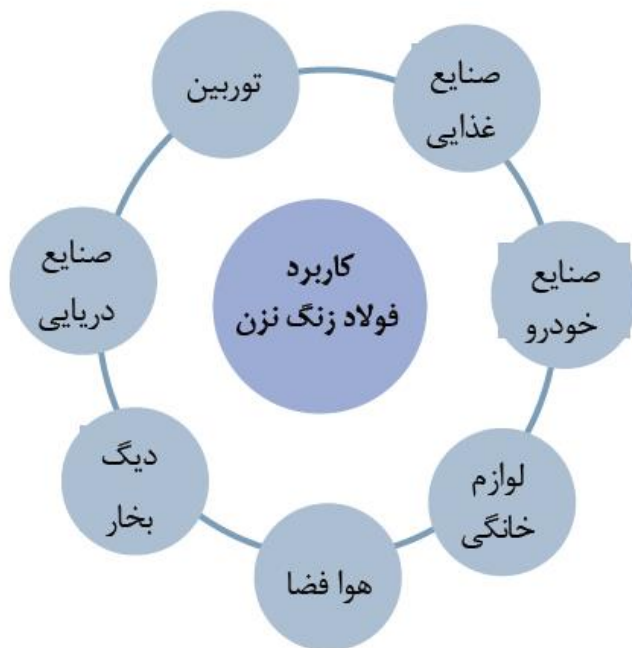 کاربرد
فولاد زنگ نزن
صنایع
غذایی
صنایع
خودرو
لوازم
خانگی
هوا فضا
دیگ
بخار
صنایع
دریایی
توربین